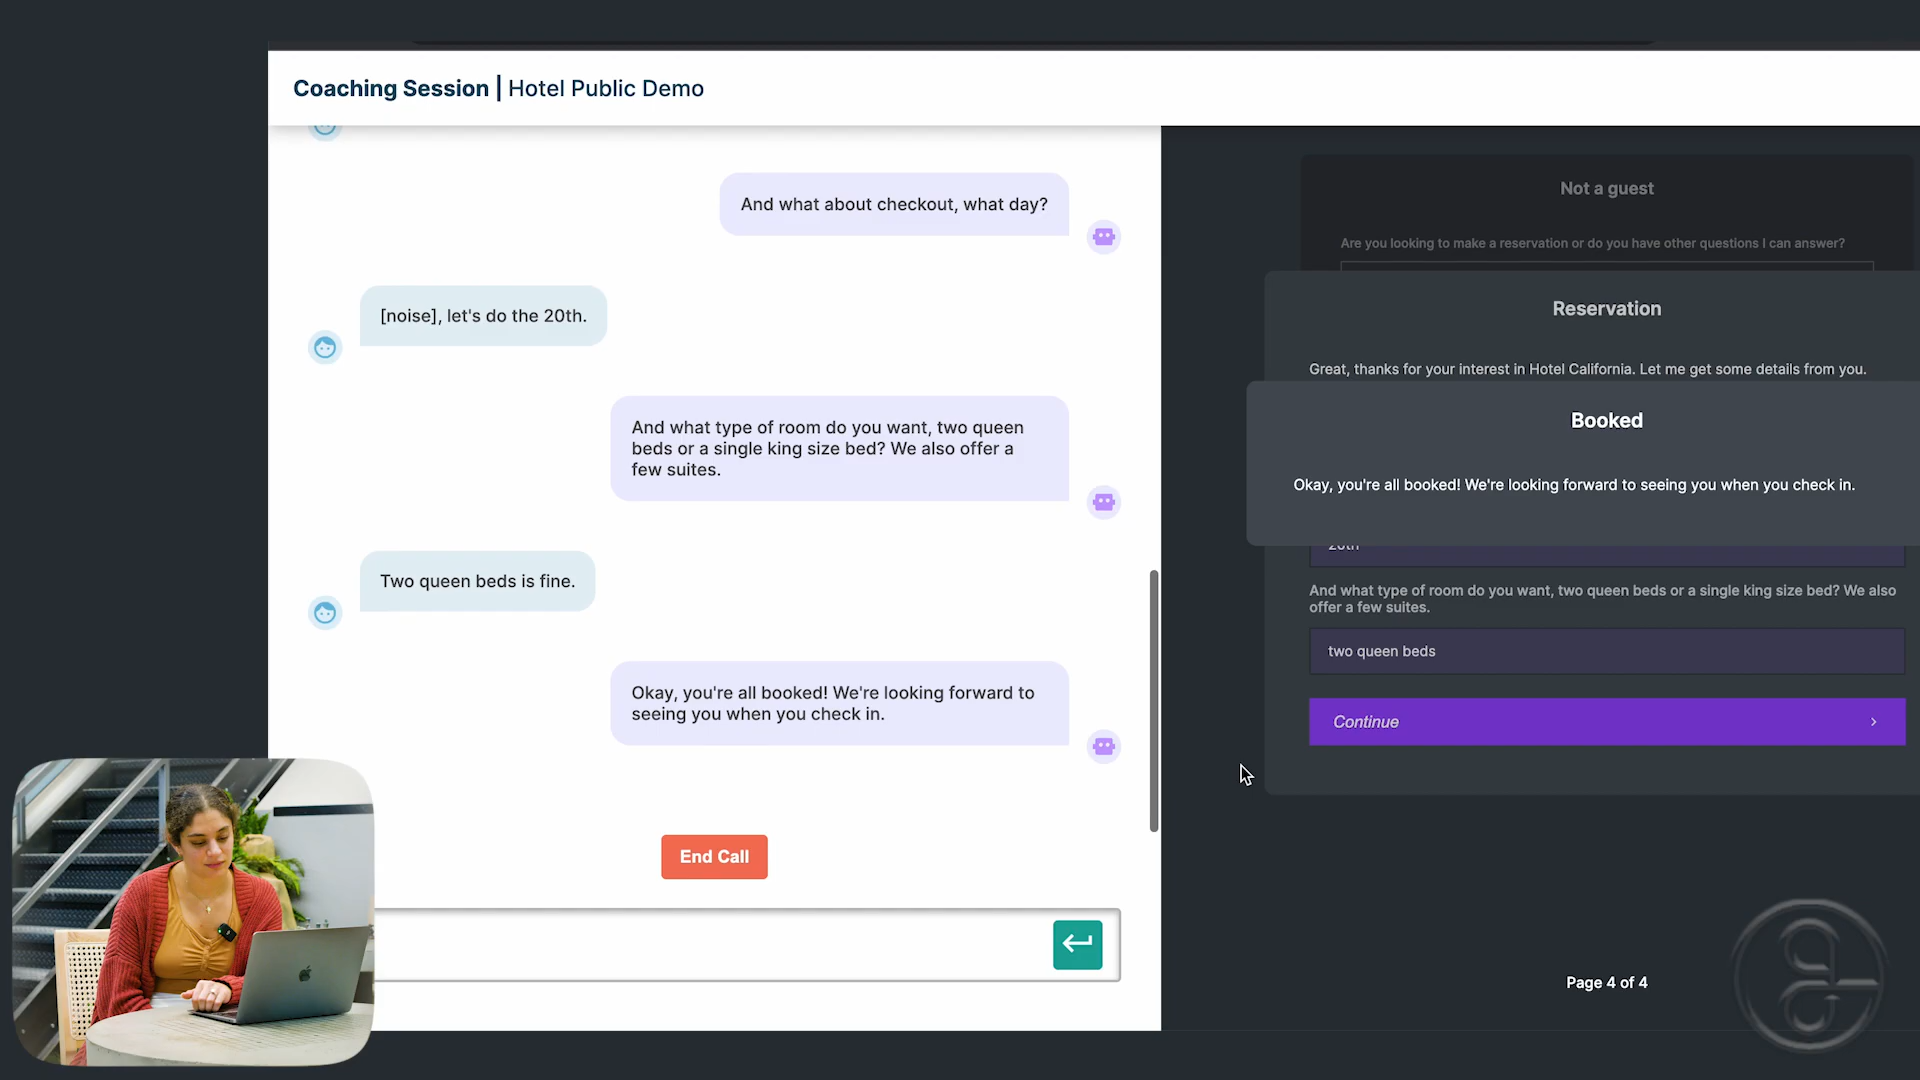 Coaching Session | Hotel Public Demo
And what about checkout, what day?
[noise], let's do the 20th.
And what type of room do you want, two queen
beds or a single king size bed? We also offer a
few suites.
Two queen beds is fine.
Okay, you're all booked! We're looking forward to
seeing you when you check in.
End Call
Not a guest
Are you looking to make a reservation or do you have other questions I can answer?
Reservation
Great, thanks for your interest in Hotel California. Let me get some details from you.
Booked
Okay, you're all booked! We're looking forward to seeing you when you check in.
20th
And what type of room do you want, two queen beds or a single king size bed? We also
offer a few suites.
two queen beds
Continue
Page 4 of 4